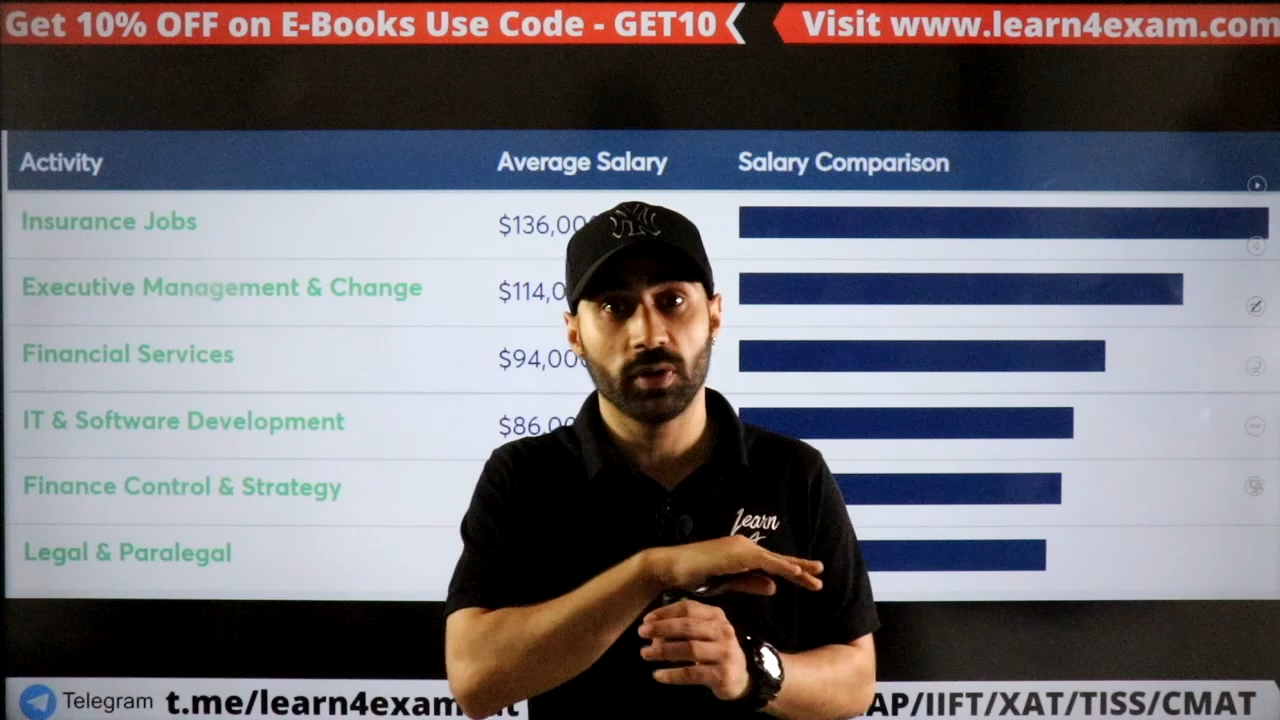 Get 10% OFF on E-Books Use Code - GET10
Visit www.learn4exam.com
Activity Average Salary Salary Comparison
Insurance Jobs $136,00
Executive Management & Change $114,0
Financial Services $94,00
IT & Software Development $86,00
Finance Control & Strategy
Legal & Paralegal
NY
learn
Telegram t.me/learn4exam
AP/IIFT/XAT/TISS/CMAT